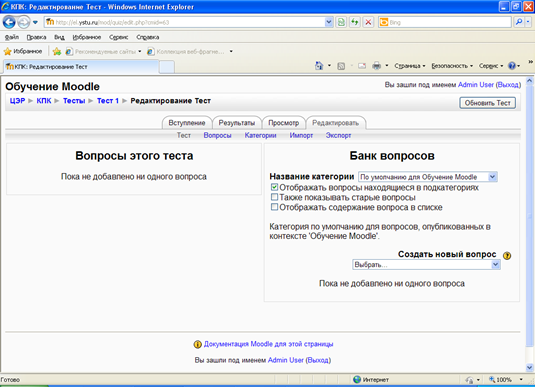 КПК: Редактирование Тест - Windows Internet Explorer
http://pl.ystu.ru/mod/quiz/edit.php?cmid=63
Bing
Файл Правка Вид Избранное Сервис Справка
Избранное Рекомендуемые сайты Коллекция веб-фрагме...
КПК: Редактирование Тест
Страница Безопасность Сервис
Обучение Moodle
Вы зашли под именем Admin User (Выход)
ЦЭР ► КПК ► Тесты ► Тест 1 ► Редактирование Тест
Обновить Тест
Вступление Результаты Просмотр Редактировать
Тест Вопросы Категории Импорт Экспорт
Вопросы этого теста
Пока не добавлено ни одного вопроса
Банк вопросов
Название категории По умолчанию для Обучение Moodle
Отображать вопросы находящиеся в подкатегориях
Также показывать старые вопросы
Отображать содержание вопроса в списке
Категория по умолчанию для вопросов, опубликованных в
контексте 'Обучение Moodle'.
Создать новый вопрос
Выбрать...
Пока не добавлено ни одного вопроса
Документация Moodle для этой страницы
Вы зашли под именем Admin User (Выход)
Готово
Интернет
100%